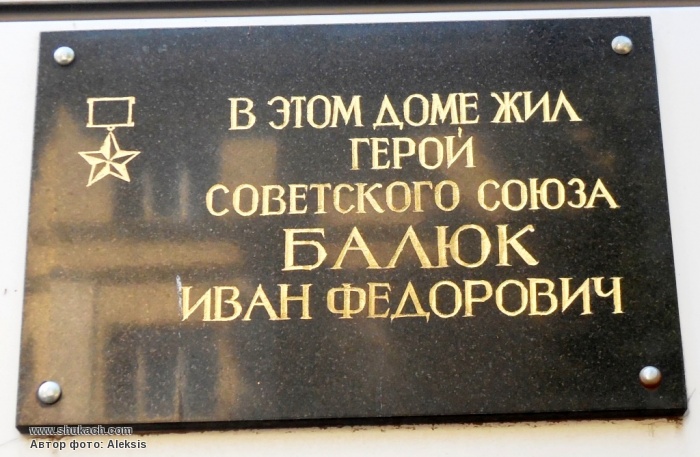 В ЭТОМ ДОМЕ ЖИЛ
ГЕРОЙ
СОВЕТСКОГО СОЮЗА
БАЛЮК
ИВАН ФЕДОРОВИЧ
www.shukach.com
Автор фото: Aleksis